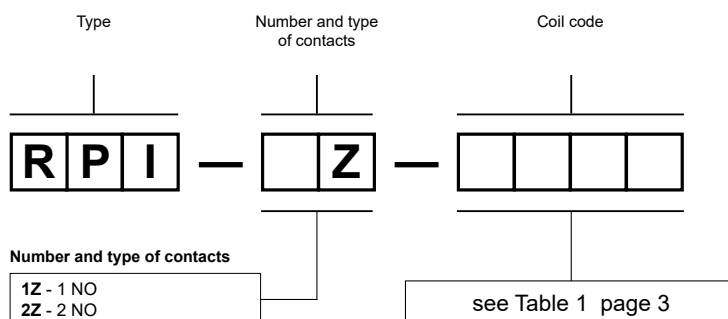 Type
Number and type
of contacts
Coil code
RPI — Z —
Number and type of contacts
1Z - 1 NO
2Z - 2 NO
see Table 1 page 3